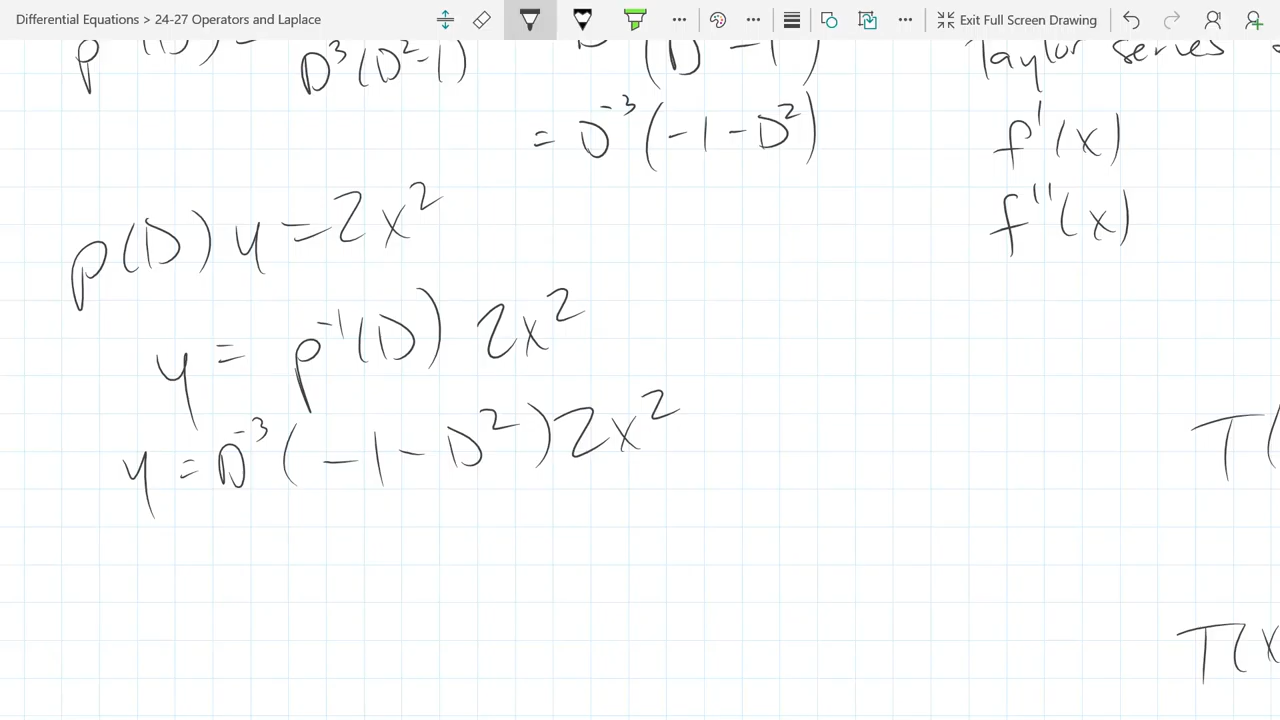 Differential Equations > 24-27 Operators and Laplace
Exit Full Screen Drawing
D³(D²-1)
Taylor series
= D⁻³(-1-D²)
f'(x)
f''(x)
p(D)y=2x²
y = p⁻¹(D) 2x²
y = D⁻³(-1-D²)2x²
T(
T(x